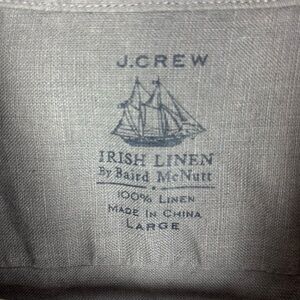 J.CREW
IRISH LINEN
By Baird McNutt
100% LINEN
MADE IN CHINA
LARGE